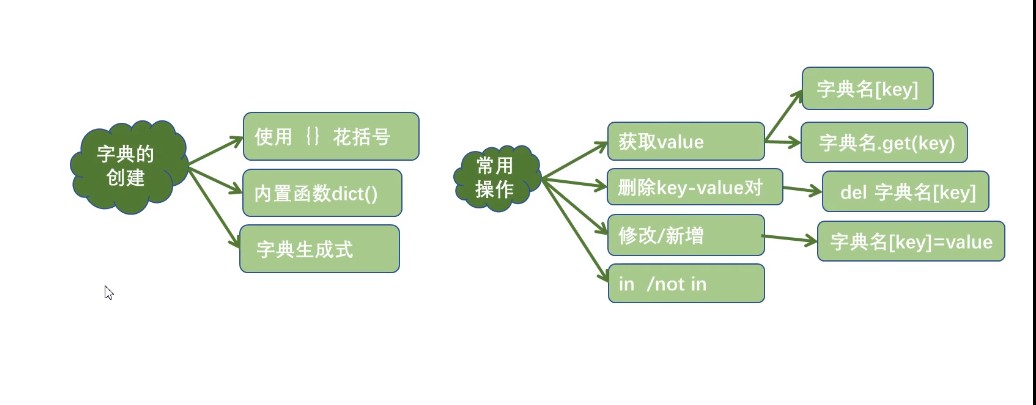 字典的
创建
使用 {} 花括号
内置函数dict()
字典生成式
常用
操作
获取value
字典名[key]
字典名.get(key)
删除key-value对
del 字典名[key]
修改/新增
字典名[key]=value
in /not in